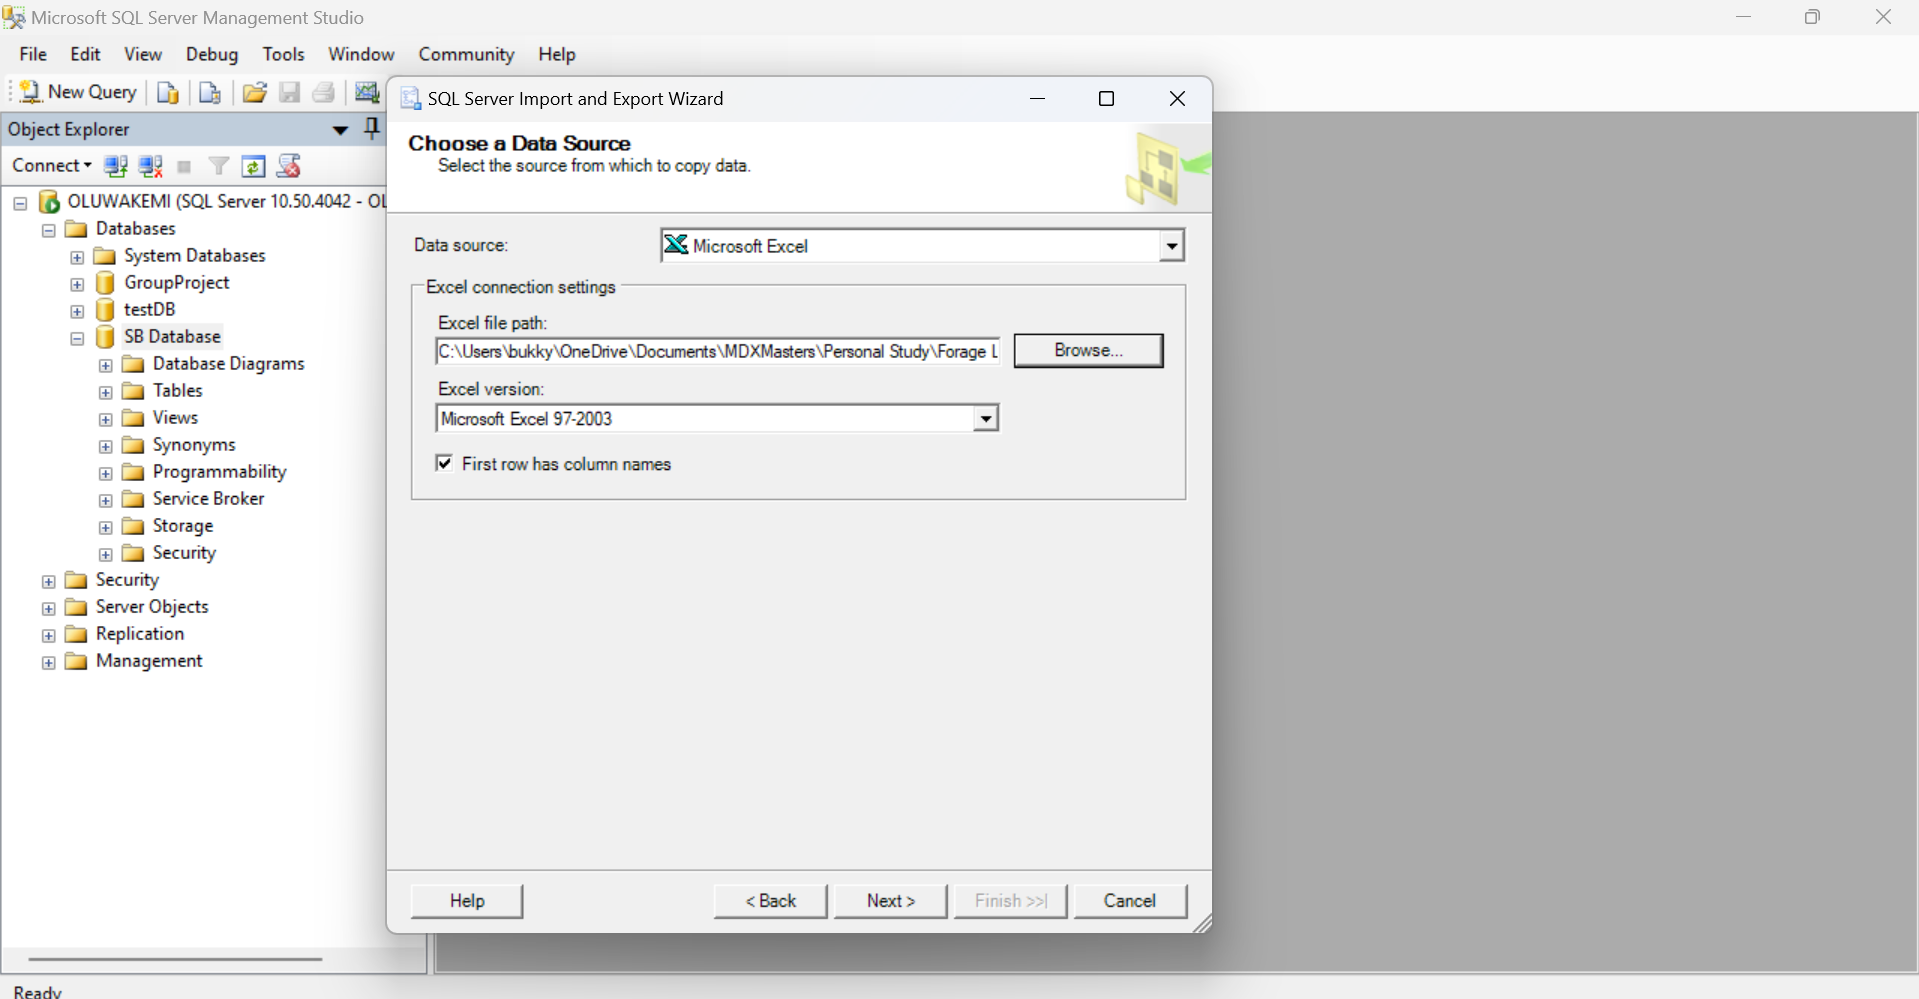 Microsoft SQL Server Management Studio
File Edit View Debug Tools Window Community Help
New Query
Object Explorer
Connect
OLUWAKEMI (SQL Server 10.50.4042 - OL
Databases
System Databases
GroupProject
testDB
SB Database
Database Diagrams
Tables
Views
Synonyms
Programmability
Service Broker
Storage
Security
Security
Server Objects
Replication
Management
SQL Server Import and Export Wizard
Choose a Data Source
Select the source from which to copy data.
Data source: Microsoft Excel
Excel connection settings
Excel file path:
C:\Users\bukky\OneDrive\Documents\MDXMasters\Personal Study\Forage L
Browse...
Excel version:
Microsoft Excel 97-2003
First row has column names
Help < Back Next > Finish >>| Cancel
Ready